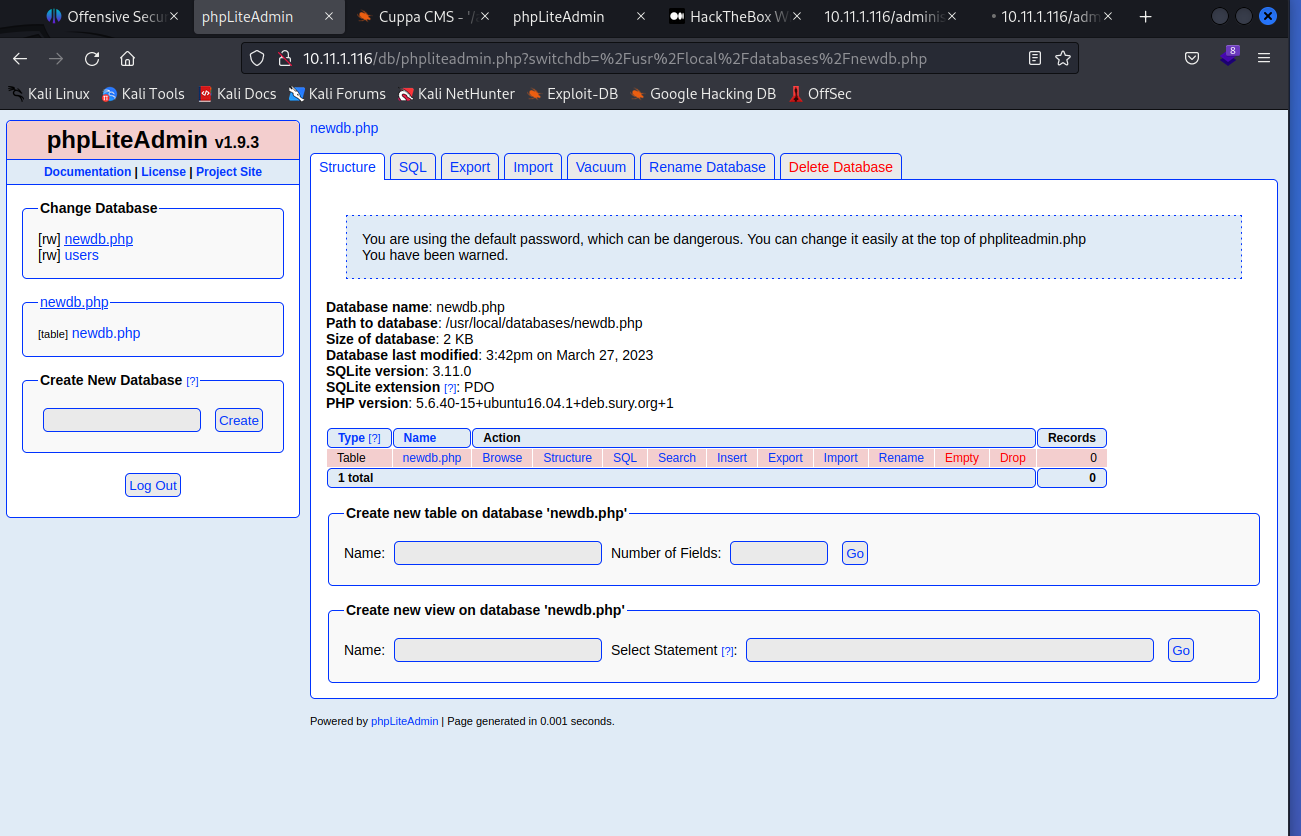 Offensive Secu
phpLiteAdmin
Cuppa CMS - '/
phpLiteAdmin
HackTheBox W
10.11.1.116/adminis
10.11.1.116/adm
10.11.1.116/db/phpliteadmin.php?switchdb=%2Fusr%2Flocal%2Fdatabases%2Fnewdb.php
8
Kali Linux Kali Tools Kali Docs Kali Forums Kali NetHunter Exploit-DB Google Hacking DB OffSec
phpLiteAdmin v1.9.3
Documentation | License | Project Site
Change Database
[rw] newdb.php
[rw] users
newdb.php
[table] newdb.php
Create New Database [?]
Create
Log Out
newdb.php
Structure SQL Export Import Vacuum Rename Database Delete Database
You are using the default password, which can be dangerous. You can change it easily at the top of phpliteadmin.php
You have been warned.
Database name: newdb.php
Path to database: /usr/local/databases/newdb.php
Size of database: 2 KB
Database last modified: 3:42pm on March 27, 2023
SQLite version: 3.11.0
SQLite extension [?]: PDO
PHP version: 5.6.40-15+ubuntu16.04.1+deb.sury.org+1
Type [?] Name Action Records
Table newdb.php Browse Structure SQL Search Insert Export Import Rename Empty Drop 0
1 total 0
Create new table on database 'newdb.php'
Name: Number of Fields: Go
Create new view on database 'newdb.php'
Name: Select Statement [?]: Go
Powered by phpLiteAdmin | Page generated in 0.001 seconds.